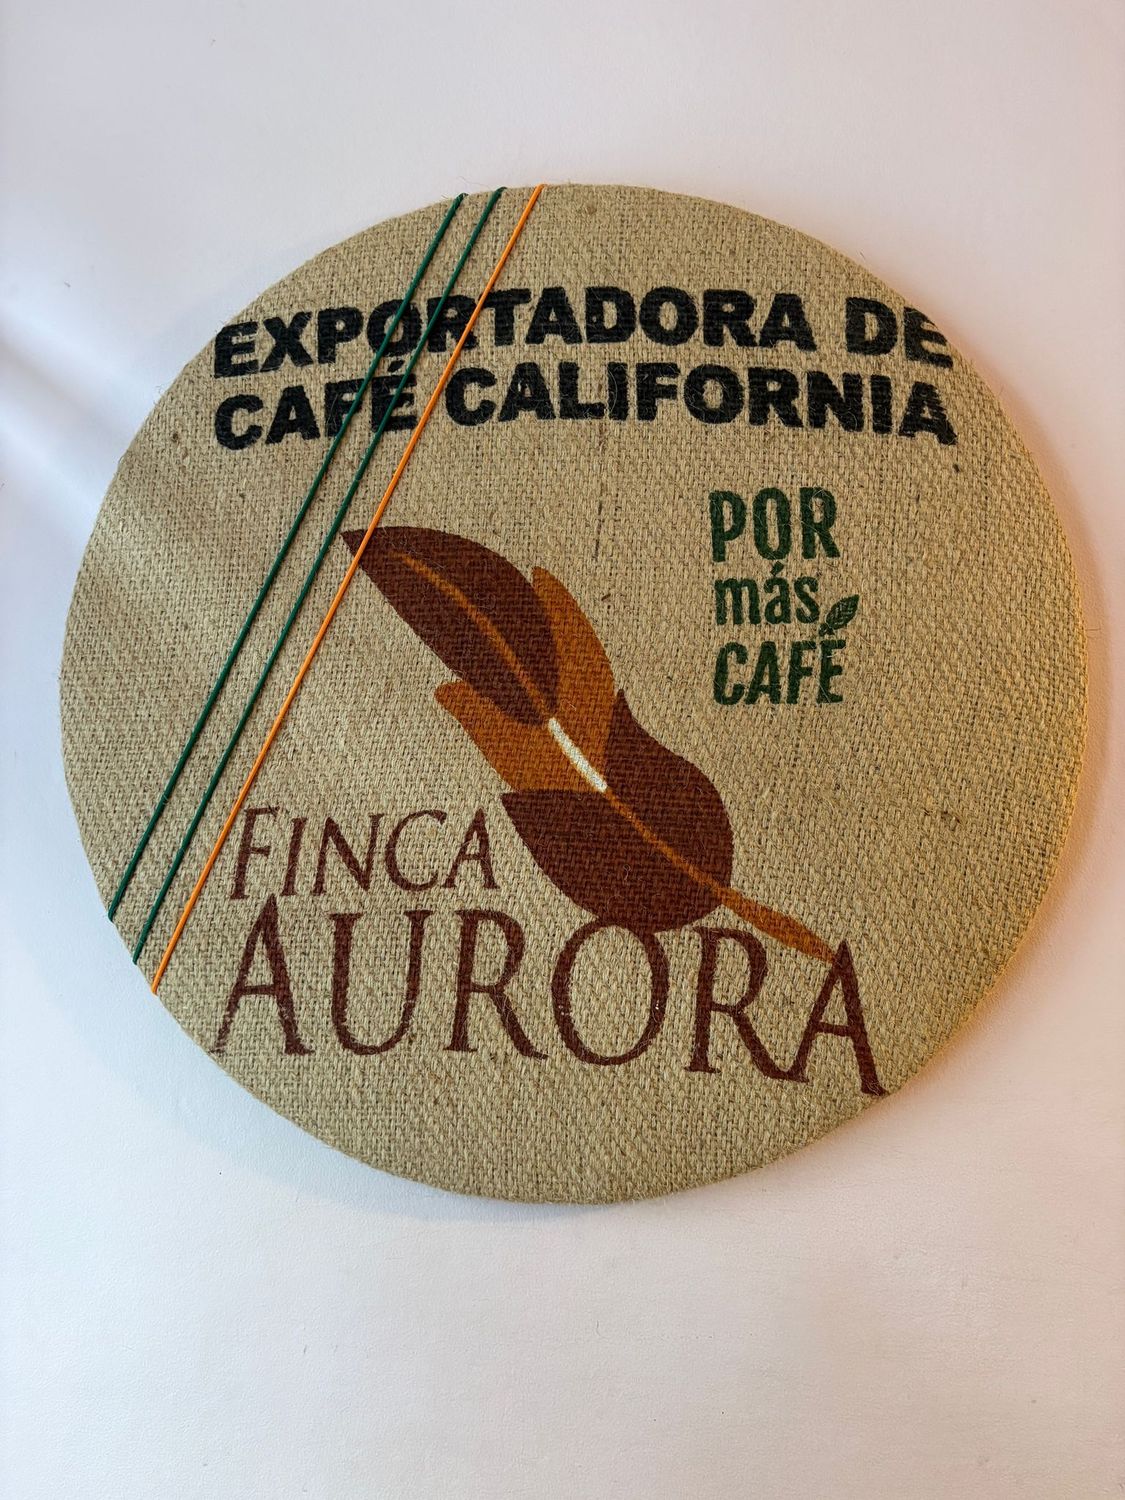 EXPORTADORA DE
CAFÉ CALIFORNIA
POR
más
CAFÉ
FINCA
AURORA